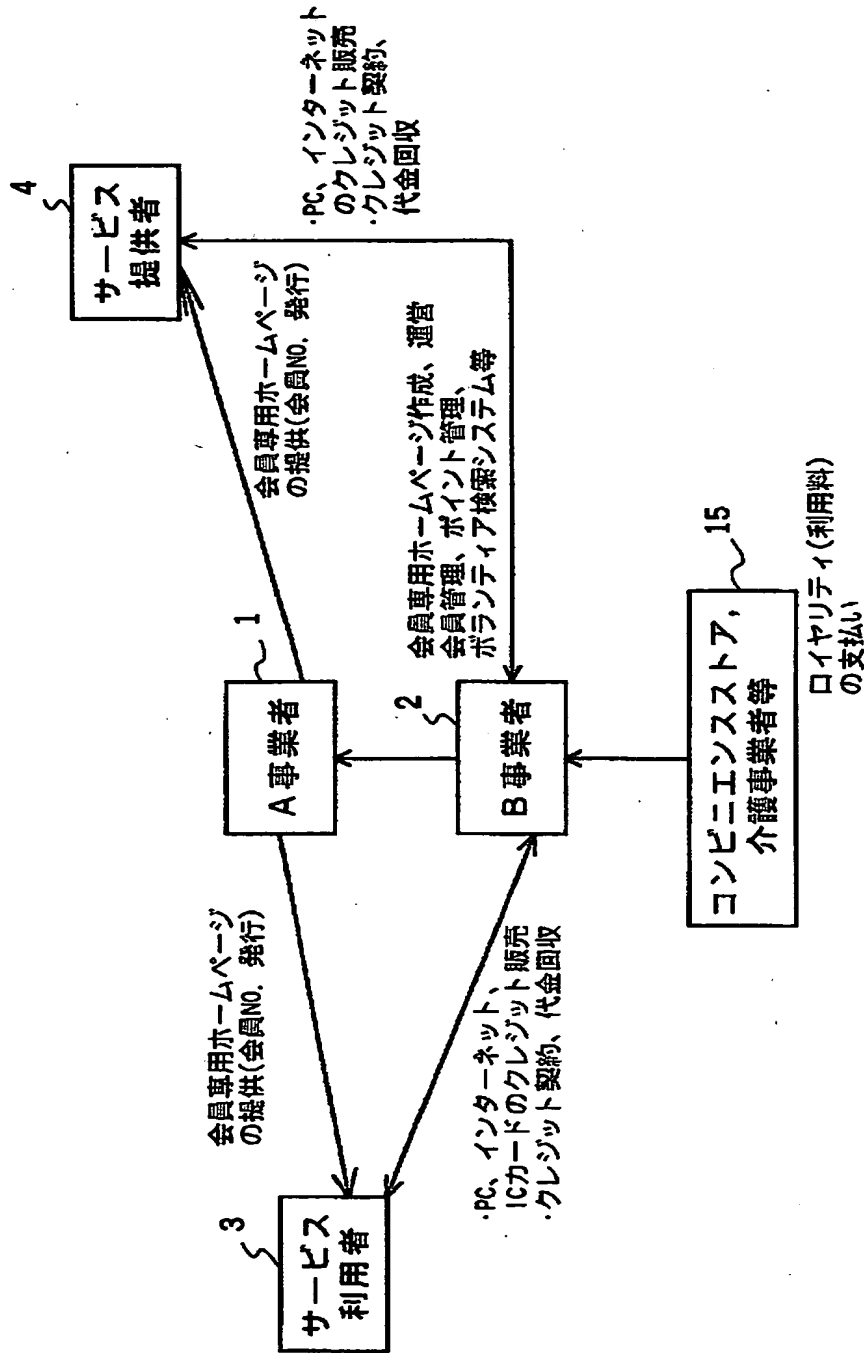 会員専用ホームページ
の提供(会員NO. 発行)
3
サービス
利用者
・PC、インターネット、
ICカードのクレジット販売
・クレジット契約、代金回収
1
A事業者
2
B事業者
会員専用ホームページ作成、運営
会員管理、ポイント管理、
ボランティア検索システム等
15
コンビニエンスストア,
介護事業者等
ロイヤリティ(利用料)
の支払い
会員専用ホームページ
の提供(会員NO. 発行)
4
サービス
提供者
・PC、インターネット
のクレジット販売
・クレジット契約、
代金回収